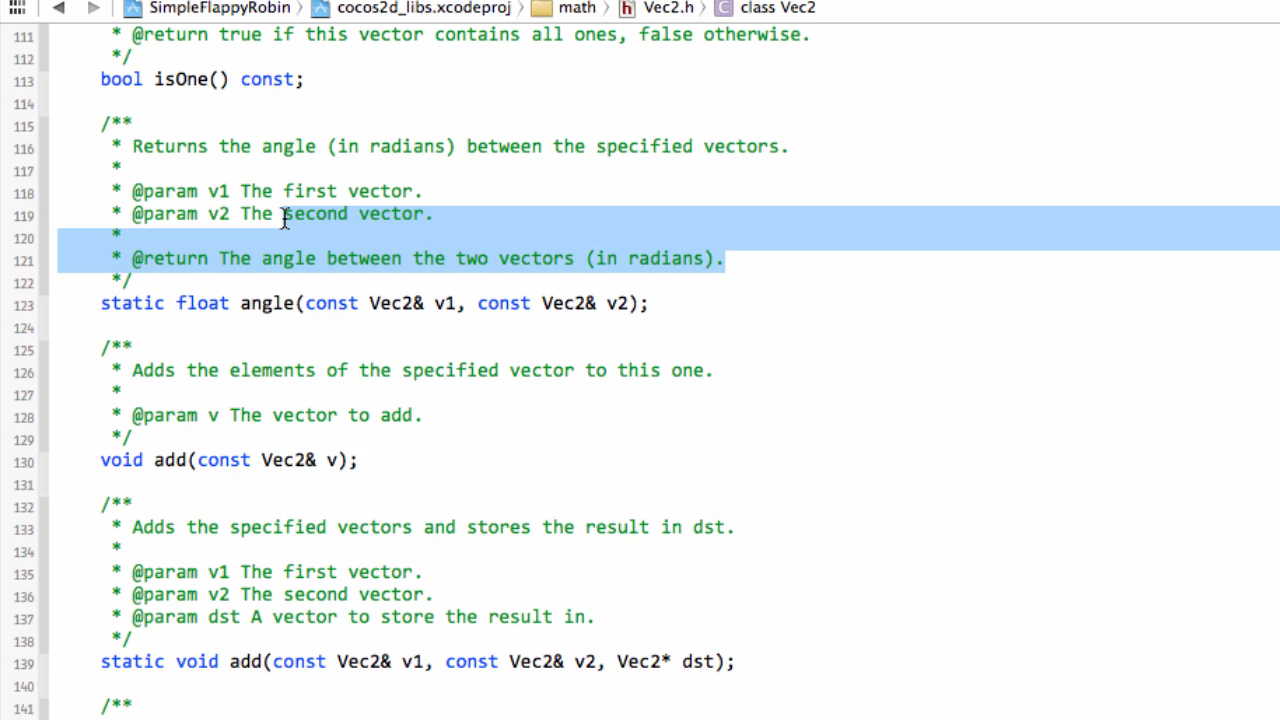 SimpleFlappyRobin 〉 cocos2d_libs.xcodeproj 〉 math 〉 h Vec2.h 〉 C class Vec2
111 * @return true if this vector contains all ones, false otherwise.
112 */
113 bool isOne() const;
114
115 /**
116 * Returns the angle (in radians) between the specified vectors.
117 *
118 * @param v1 The first vector.
119 * @param v2 The second vector.
120 *
121 * @return The angle between the two vectors (in radians).
122 */
123 static float angle(const Vec2& v1, const Vec2& v2);
124
125 /**
126 * Adds the elements of the specified vector to this one.
127 *
128 * @param v The vector to add.
129 */
130 void add(const Vec2& v);
131
132 /**
133 * Adds the specified vectors and stores the result in dst.
134 *
135 * @param v1 The first vector.
136 * @param v2 The second vector.
137 * @param dst A vector to store the result in.
138 */
139 static void add(const Vec2& v1, const Vec2& v2, Vec2* dst);
140
141 /**